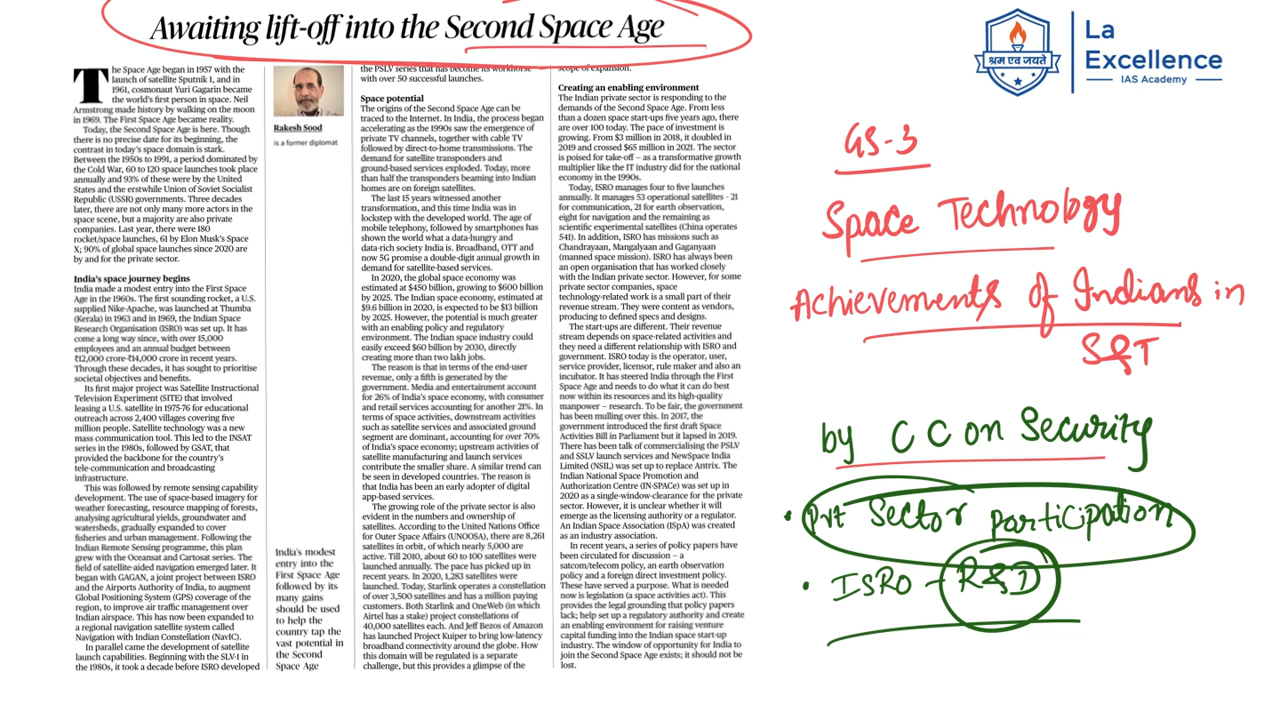 Awaiting lift-off into the Second Space Age
The Space Age began in 1957 with the
launch of satellite Sputnik 1, and in
1961, cosmonaut Yuri Gagarin became
the world's first person in space. Neil
Armstrong made history by walking on the moon
in 1969. The First Space Age became reality.
Today, the Second Space Age is here. Though
there is no precise date for its beginning, the
contrast in today's space domain is stark.
Between the 1950s to 1991, a period dominated by
the Cold War, 60 to 120 space launches took place
annually and 93% of these were by the United
States and the erstwhile Union of Soviet Socialist
Republic (USSR) governments. Three decades
later, there are not only many more actors in the
space scene, but a majority are also private
companies. Last year, there were 180
rocket/space launches, 61 by Elon Musk's Space
X; 90% of global space launches since 2020 are
by and for the private sector.
India's space journey begins
India made a modest entry into the First Space
Age in the 1960s. The first sounding rocket, a U.S.
supplied Nike-Apache, was launched at Thumba
(Kerala) in 1963 and in 1969, the Indian Space
Research Organisation (ISRO) was set up. It has
come a long way since, with over 15,000
employees and an annual budget between
₹12,000 crore-₹14,000 crore in recent years.
Through these decades, it has sought to prioritise
societal objectives and benefits.
Its first major project was Satellite Instructional
Television Experiment (SITE) that involved
leasing a U.S. satellite in 1975-76 for educational
outreach across 2,400 villages covering five
million people. Satellite technology was a new
mass communication tool. This led to the INSAT
series in the 1980s, followed by GSAT, that
provided the backbone for the country's
tele-communication and broadcasting
infrastructure.
This was followed by remote sensing capability
development. The use of space-based imagery for
weather forecasting, resource mapping of forests,
analysing agricultural yields, groundwater and
watersheds, gradually expanded to cover
fisheries and urban management. Following the
Indian Remote Sensing programme, this plan
grew with the Oceansat and Cartosat series. The
field of satellite-aided navigation emerged later. It
began with GAGAN, a joint project between ISRO
and the Airports Authority of India, to augment
Global Positioning System (GPS) coverage of the
region, to improve air traffic management over
Indian airspace. This has now been expanded to
a regional navigation satellite system called
Navigation with Indian Constellation (NavIC).
In parallel came the development of satellite
launch capabilities. Beginning with the SLV-1 in
the 1980s, it took a decade before ISRO developed
Rakesh Sood
is a former diplomat
India's modest
entry into the
First Space Age
followed by its
many gains
should be used
to help the
country tap the
vast potential in
the Second
Space Age
the PSLV series that has become its workhorse
with over 50 successful launches.
Space potential
The origins of the Second Space Age can be
traced to the Internet. In India, the process began
accelerating as the 1990s saw the emergence of
private TV channels, together with cable TV
followed by direct-to-home transmissions. The
demand for satellite transponders and
ground-based services exploded. Today, more
than half the transponders beaming into Indian
homes are on foreign satellites.
The last 15 years witnessed another
transformation, and this time India was in
lockstep with the developed world. The age of
mobile telephony, followed by smartphones has
shown the world what a data-hungry and
data-rich society India is. Broadband, OTT and
now 5G promise a double-digit annual growth in
demand for satellite-based services.
In 2020, the global space economy was
estimated at $450 billion, growing to $600 billion
by 2025. The Indian space economy, estimated at
$9.6 billion in 2020, is expected to be $13 billion
by 2025. However, the potential is much greater
with an enabling policy and regulatory
environment. The Indian space industry could
easily exceed $60 billion by 2030, directly
creating more than two lakh jobs.
The reason is that in terms of the end-user
revenue, only a fifth is generated by the
government. Media and entertainment account
for 26% of India's space economy, with consumer
and retail services accounting for another 21%. In
terms of space activities, downstream activities
such as satellite services and associated ground
segment are dominant, accounting for over 70%
of India's space economy; upstream activities of
satellite manufacturing and launch services
contribute the smaller share. A similar trend can
be seen in developed countries. The reason is
that India has been an early adopter of digital
app-based services.
The growing role of the private sector is also
evident in the numbers and ownership of
satellites. According to the United Nations Office
for Outer Space Affairs (UNOOSA), there are 8,261
satellites in orbit, of which nearly 5,000 are
active. Till 2010, about 60 to 100 satellites were
launched annually. The pace has picked up in
recent years. In 2020, 1,283 satellites were
launched. Today, Starlink operates a constellation
of over 3,500 satellites and has a million paying
customers. Both Starlink and OneWeb (in which
Airtel has a stake) project constellations of
40,000 satellites each. And Jeff Bezos of Amazon
has launched Project Kuiper to bring low-latency
broadband connectivity around the globe. How
this domain will be regulated is a separate
challenge, but this provides a glimpse of the
scope of expansion.
Creating an enabling environment
The Indian private sector is responding to the
demands of the Second Space Age. From less
than a dozen space start-ups five years ago, there
are over 100 today. The pace of investment is
growing. From $3 million in 2018, it doubled in
2019 and crossed $65 million in 2021. The sector
is poised for take-off – as a transformative growth
multiplier like the IT industry did for the national
economy in the 1990s.
Today, ISRO manages four to five launches
annually. It manages 53 operational satellites – 21
for communication, 21 for earth observation,
eight for navigation and the remaining as
scientific experimental satellites (China operates
541). In addition, ISRO has missions such as
Chandrayaan, Mangalyaan and Gaganyaan
(manned space mission). ISRO has always been
an open organisation that has worked closely
with the Indian private sector. However, for some
private sector companies, space
technology-related work is a small part of their
revenue stream. They were content as vendors,
producing to defined specs and designs.
The start-ups are different. Their revenue
stream depends on space-related activities and
they need a different relationship with ISRO and
government. ISRO today is the operator, user,
service provider, licensor, rule maker and also an
incubator. It has steered India through the First
Space Age and needs to do what it can do best
now within its resources and its high-quality
manpower – research. To be fair, the government
has been mulling over this. In 2017, the
government introduced the first draft Space
Activities Bill in Parliament but it lapsed in 2019.
There has been talk of commercialising the PSLV
and SSLV launch services and NewSpace India
Limited (NSIL) was set up to replace Antrix. The
Indian National Space Promotion and
Authorization Centre (IN-SPACe) was set up in
2020 as a single-window-clearance for the private
sector. However, it is unclear whether it will
emerge as the licensing authority or a regulator.
An Indian Space Association (ISpA) was created
as an industry association.
In recent years, a series of policy papers have
been circulated for discussion – a
satcom/telecom policy, an earth observation
policy and a foreign direct investment policy.
These have served a purpose. What is needed
now is legislation (a space activities act). This
provides the legal grounding that policy papers
lack; help set up a regulatory authority and create
an enabling environment for raising venture
capital funding into the Indian space start-up
industry. The window of opportunity for India to
join the Second Space Age exists; it should not be
lost.
श्रम एव जयते
La
Excellence
IAS Academy
GS-3
Space Technology
Achievements of Indians in
S&T
by CC on Security
• Pvt Sector participation
• ISRO - R&D